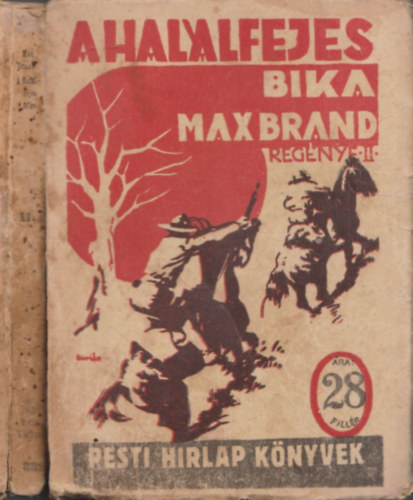 A HALÁLFEJES
BIKA
MAX BRAND
REGÉNYE·II·
ÁRA
28
FILLÉR
PESTI HIRLAP KÖNYVEK